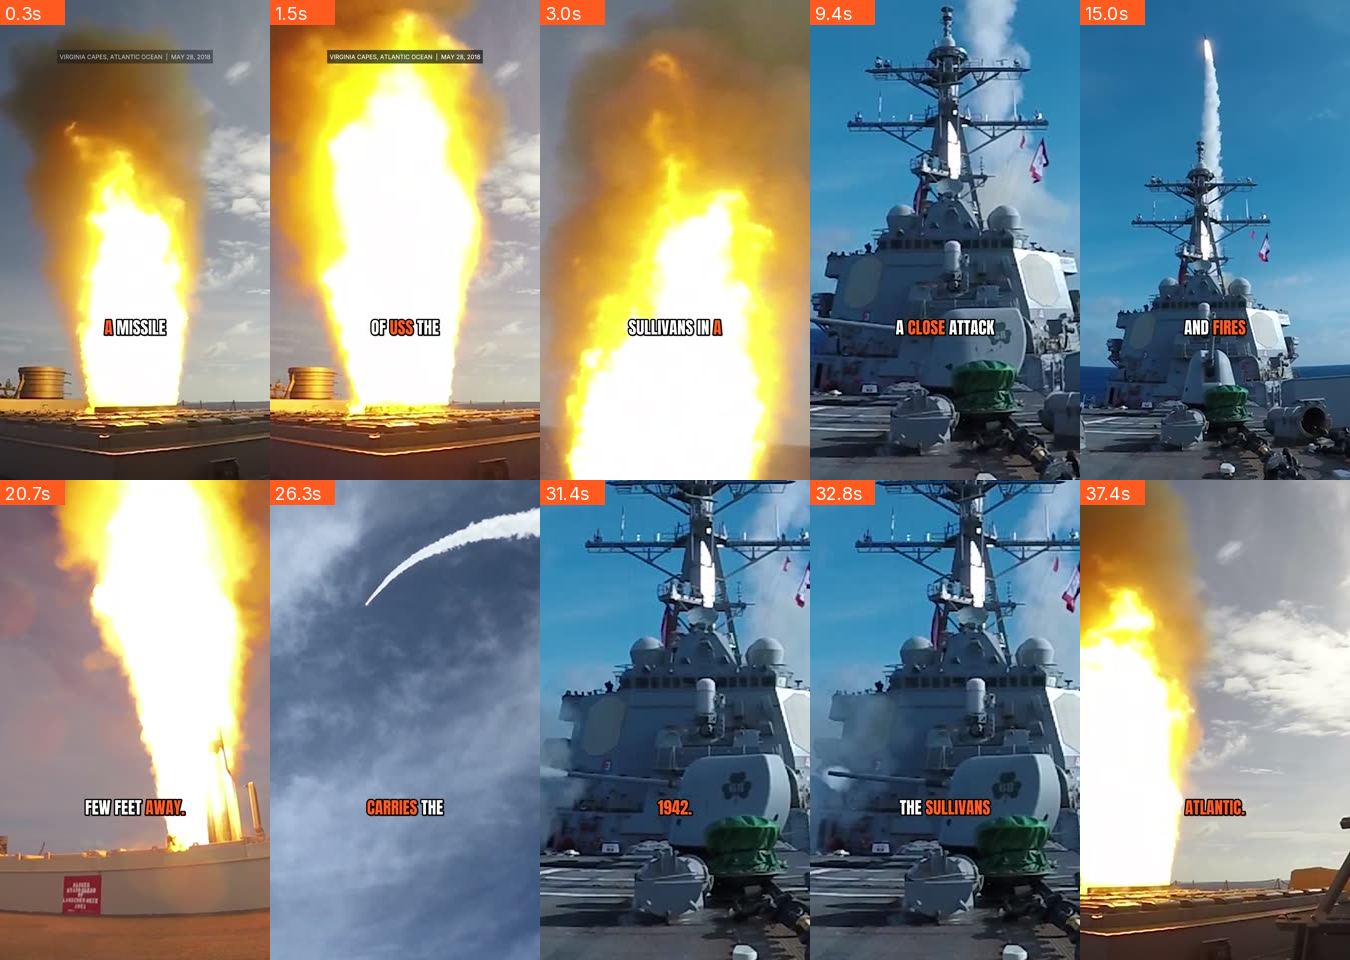 0.3s
VIRGINIA CAPES, ATLANTIC OCEAN | MAY 28, 2018
A MISSILE
1.5s
VIRGINIA CAPES, ATLANTIC OCEAN | MAY 28, 2018
OF USS THE
3.0s
SULLIVANS IN A
9.4s
A CLOSE ATTACK
15.0s
AND FIRES
20.7s
FEW FEET AWAY.
26.3s
CARRIES THE
31.4s
1942.
32.8s
THE SULLIVANS
37.4s
ATLANTIC.